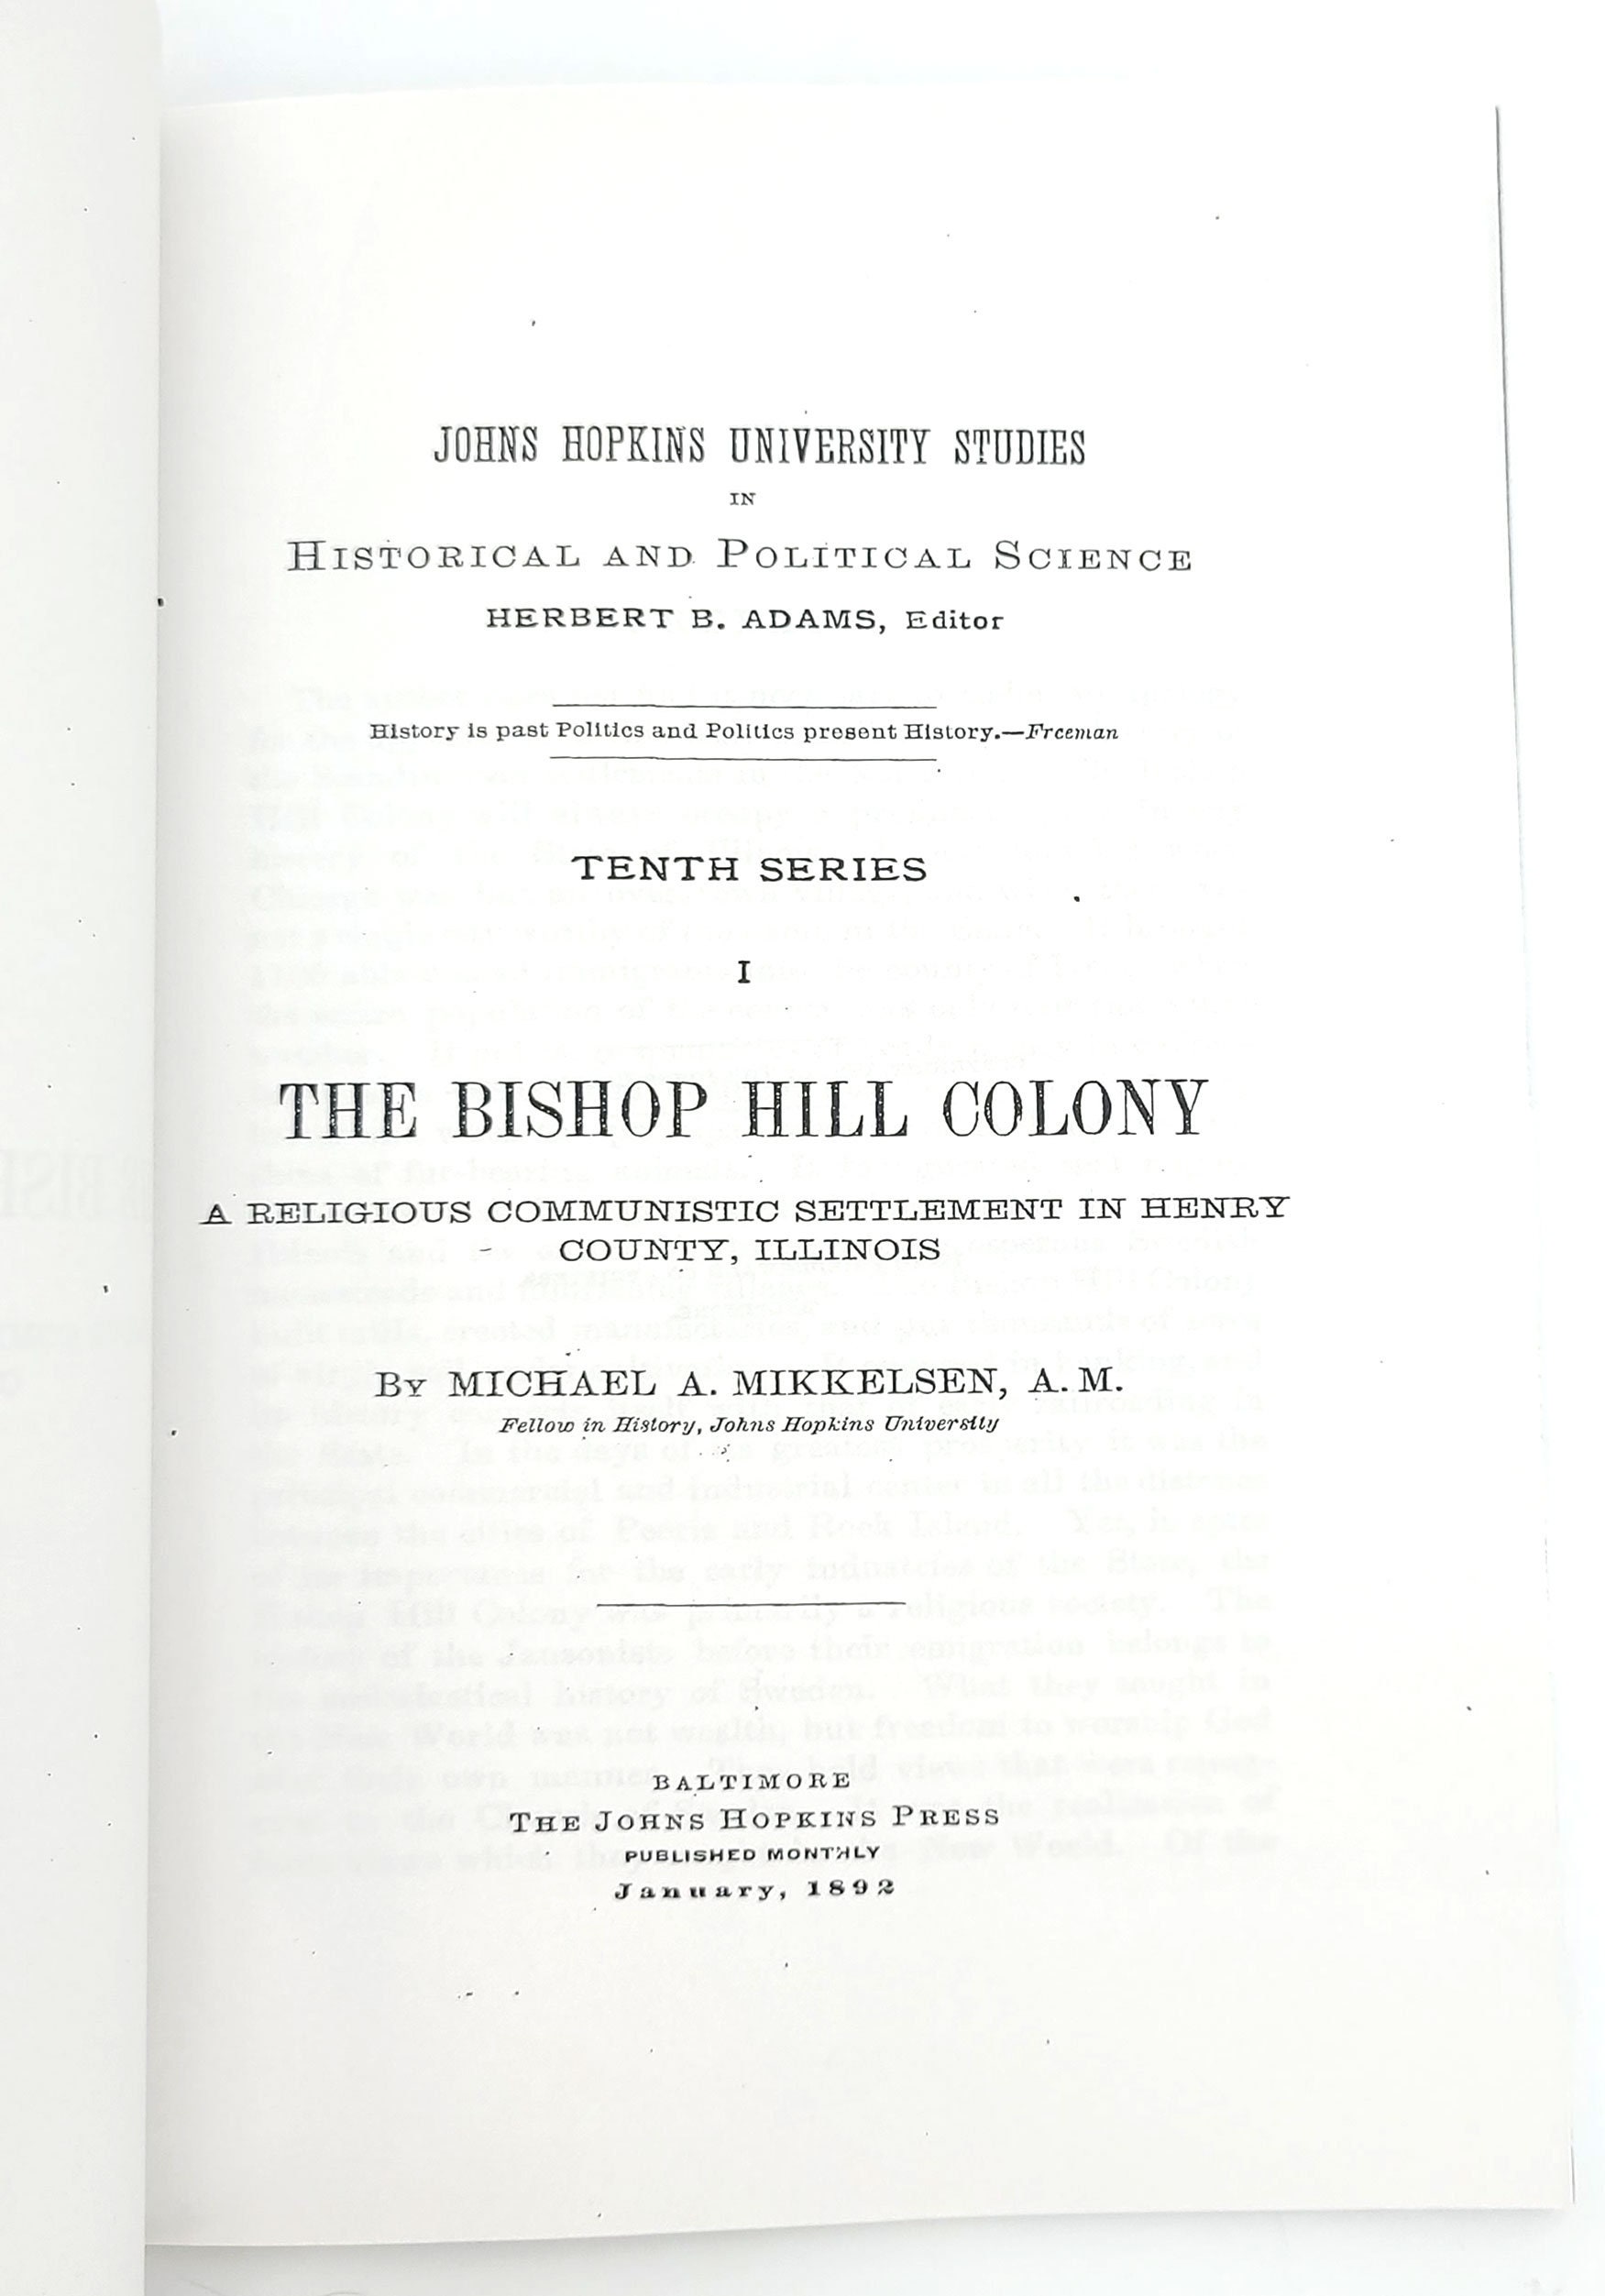 JOHNS HOPKINS UNIVERSITY STUDIES
IN
HISTORICAL AND POLITICAL SCIENCE
HERBERT B. ADAMS, Editor
History is past Politics and Politics present History.—Freeman
TENTH SERIES
I
THE BISHOP HILL COLONY
A RELIGIOUS COMMUNISTIC SETTLEMENT IN HENRY
COUNTY, ILLINOIS
BY MICHAEL A. MIKKELSEN, A. M.
Fellow in History, Johns Hopkins University
BALTIMORE
THE JOHNS HOPKINS PRESS
PUBLISHED MONTHLY
January, 1892